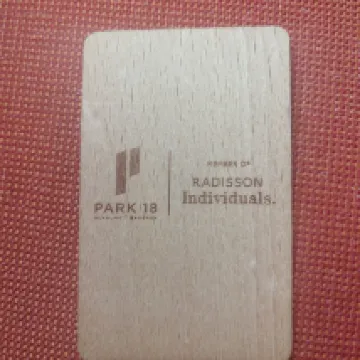 PARK 18
MEMBER OF
RADISSON
Individuals.